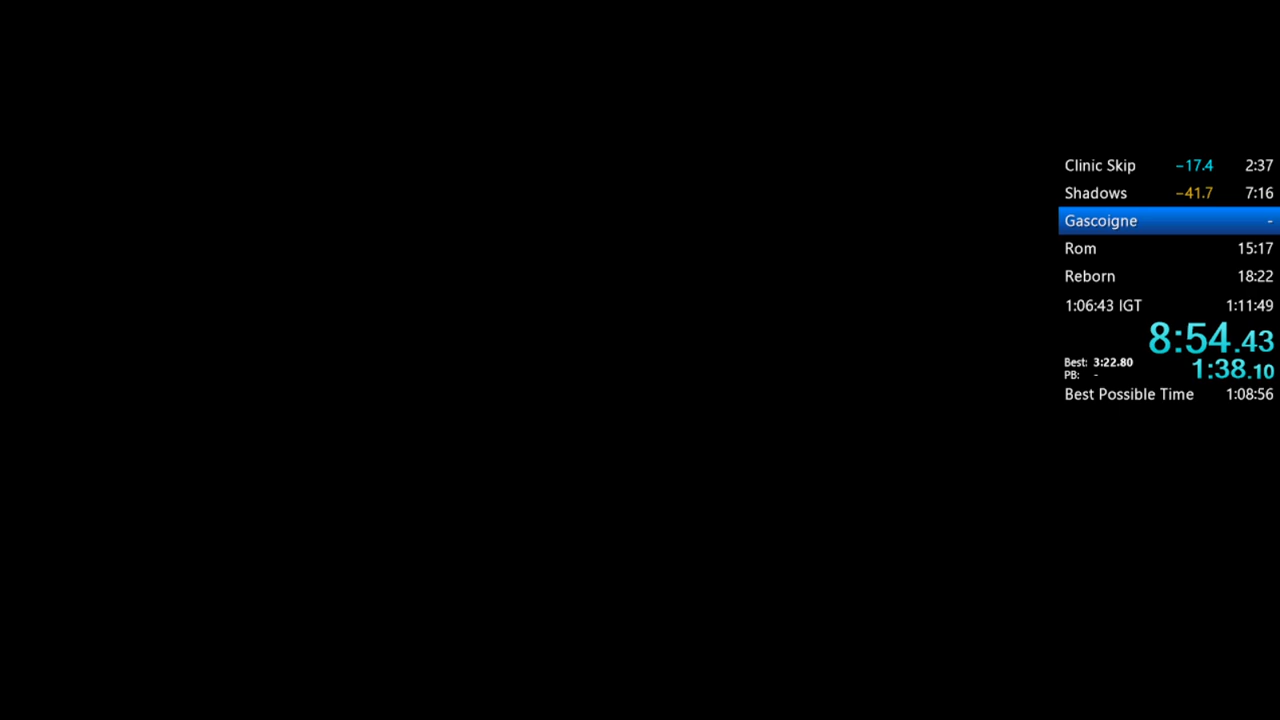 Clinic Skip −17.4 2:37
Shadows −41.7 7:16
Gascoigne -
Rom 15:17
Reborn 18:22
1:06:43 IGT 1:11:49
8:54.43
Best: 3:22.80 1:38.10
PB: -
Best Possible Time 1:08:56